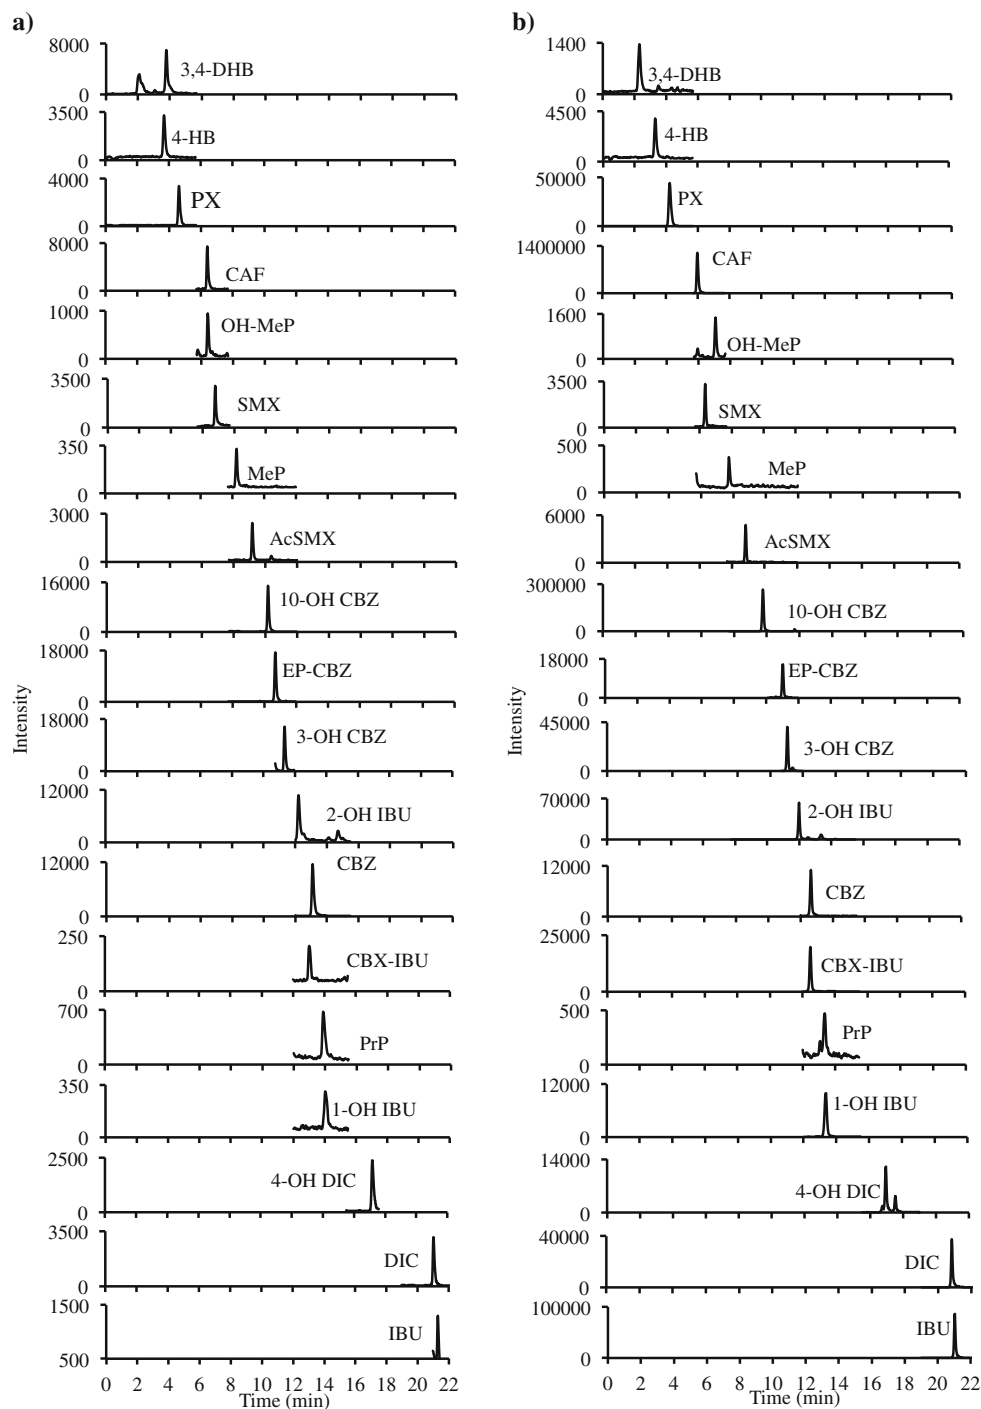 a)
8000
3,4-DHB
0
3500
4-HB
0
4000
PX
0
8000
CAF
0
1000
OH-MeP
0
3500
SMX
0
350
MeP
0
3000
AcSMX
0
16000
10-OH CBZ
0
18000
EP-CBZ
0
18000
3-OH CBZ
0
12000
2-OH IBU
0
12000
CBZ
0
250
CBX-IBU
0
700
PrP
0
350
1-OH IBU
0
2500
4-OH DIC
0
3500
DIC
0
1500
IBU
500
Intensity
0 2 4 6 8 10 12 14 16 18 20 22
Time (min)
b)
1400
3,4-DHB
0
4500
4-HB
0
50000
PX
0
1400000
CAF
0
1600
OH-MeP
0
3500
SMX
0
500
MeP
0
6000
AcSMX
0
300000
10-OH CBZ
0
18000
EP-CBZ
0
45000
3-OH CBZ
0
70000
2-OH IBU
0
12000
CBZ
0
25000
CBX-IBU
0
500
PrP
0
12000
1-OH IBU
0
14000
4-OH DIC
0
40000
DIC
0
100000
IBU
0
Intensity
0 2 4 6 8 10 12 14 16 18 20 22
Time (min)